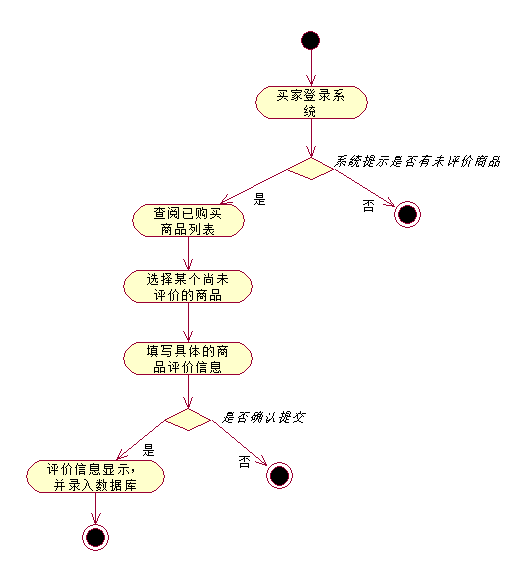 买家登录系
统
系统提示是否有未评价商品
是
否
查阅已购买
商品列表
选择某个尚未
评价的商品
填写具体的商
品评价信息
是否确认提交
是
否
评价信息显示，
并录入数据库